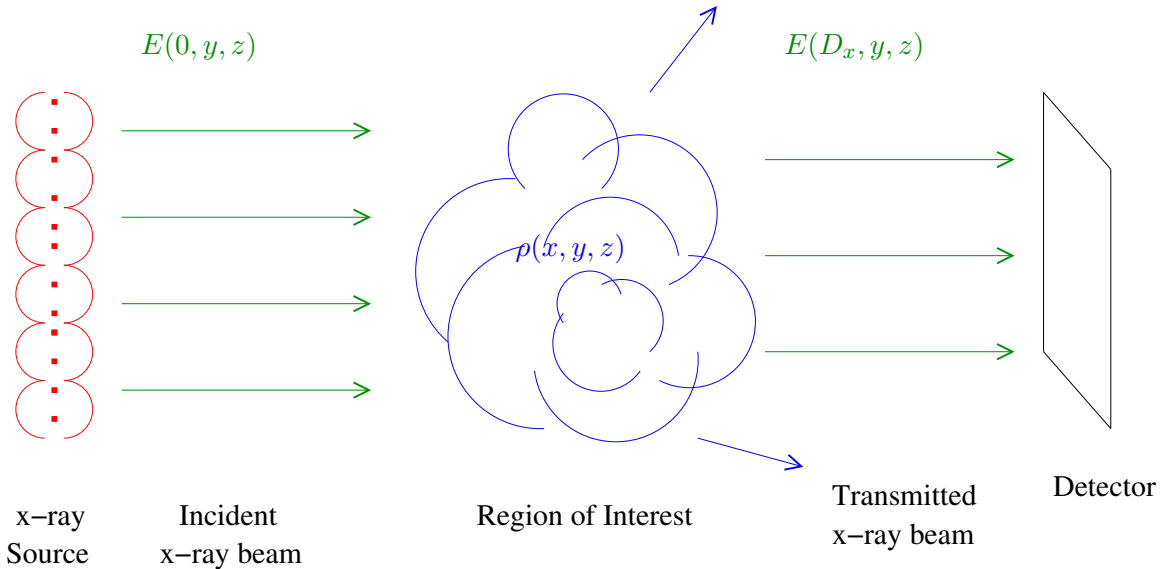 E(0, y, z)
E(D_x, y, z)
ρ(x, y, z)
x−ray
Source
Incident
x−ray beam
Region of Interest
Transmitted
x−ray beam
Detector